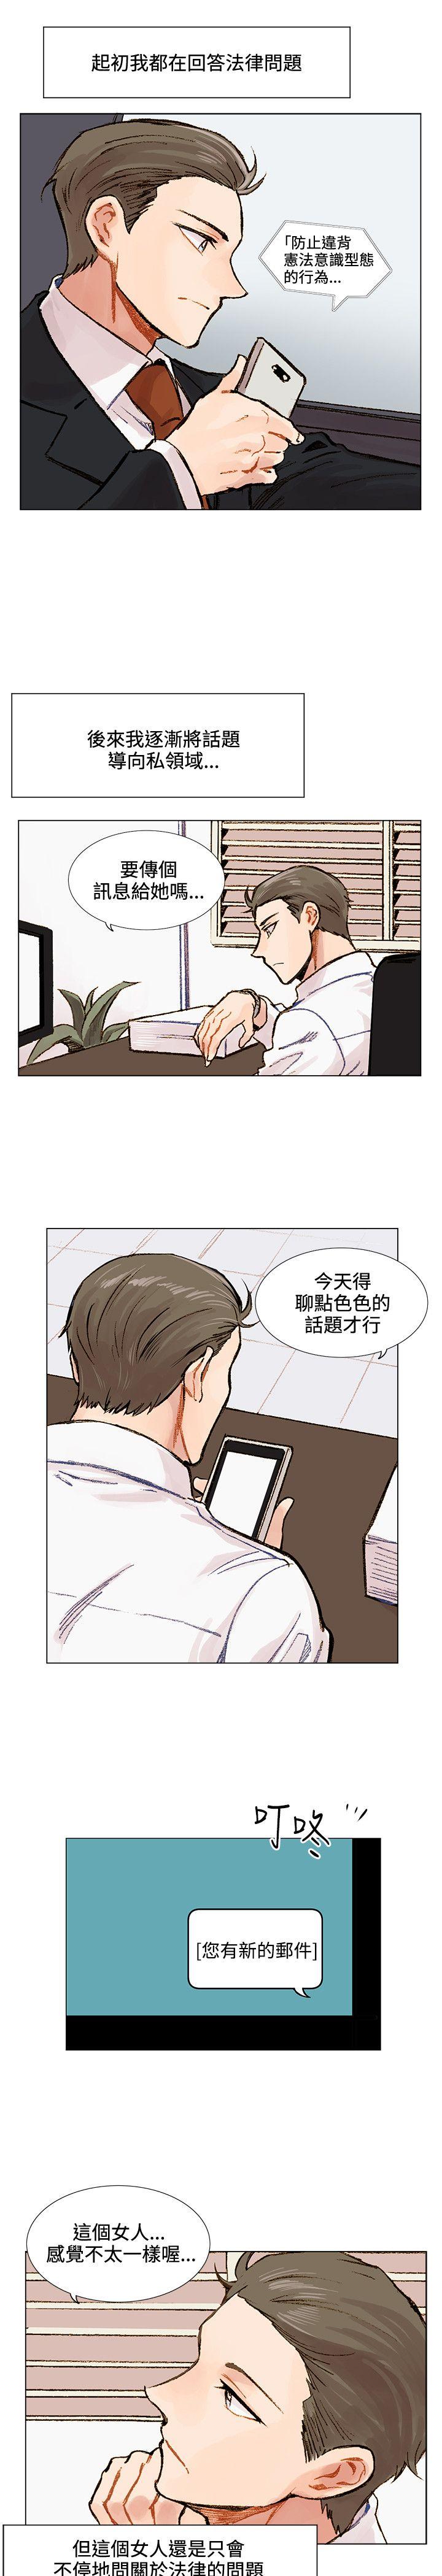 起初我都在回答法律問題
「防止違背
憲法意識型態
的行為...
後來我逐漸將話題
導向私領域...
要傳個
訊息給她嗎...
今天得
聊點色色的
話題才行
叮咚
[您有新的郵件]
這個女人...
感覺不太一樣喔...
但這個女人還是只會
不停地問關於法律的問題